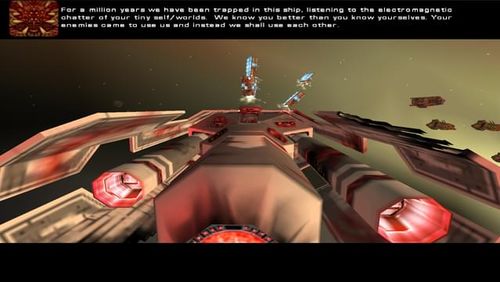 For a million years we have been trapped in this ship, listening to the electromagnetic
chatter of your tiny self/worlds. We know you better than you know yourselves. Your
enemies came to use us and instead we shall use each other.